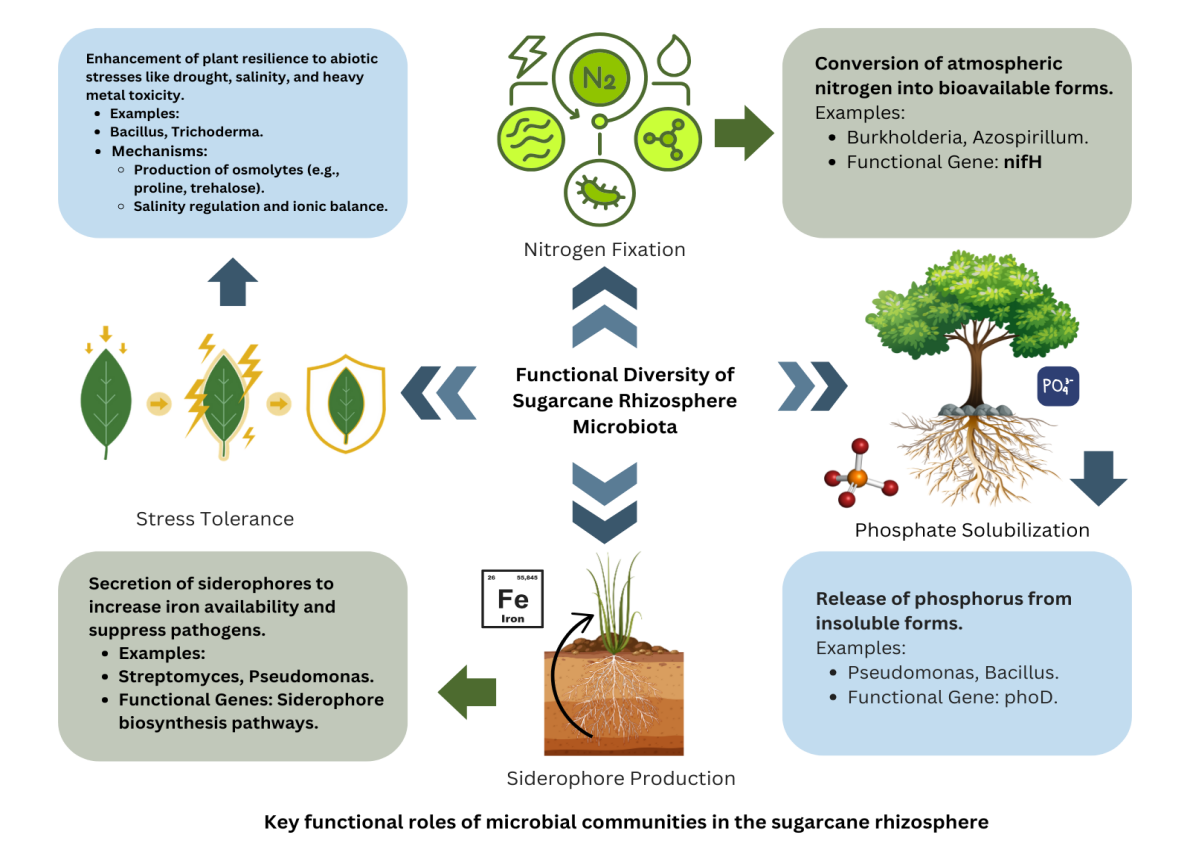 Enhancement of plant resilience to abiotic
stresses like drought, salinity, and heavy
metal toxicity.
• Examples:
• Bacillus, Trichoderma.
• Mechanisms:
○ Production of osmolytes (e.g.,
proline, trehalose).
○ Salinity regulation and ionic balance.
N₂
Nitrogen Fixation
Conversion of atmospheric
nitrogen into bioavailable forms.
Examples:
• Burkholderia, Azospirillum.
• Functional Gene: nifH
Stress Tolerance
Functional Diversity of
Sugarcane Rhizosphere
Microbiota
PO₄³⁻
Phosphate Solubilization
Secretion of siderophores to
increase iron availability and
suppress pathogens.
• Examples:
• Streptomyces, Pseudomonas.
• Functional Genes: Siderophore
biosynthesis pathways.
26 55,845
Fe
Iron
Siderophore Production
Release of phosphorus from
insoluble forms.
Examples:
• Pseudomonas, Bacillus.
• Functional Gene: phoD.
Key functional roles of microbial communities in the sugarcane rhizosphere